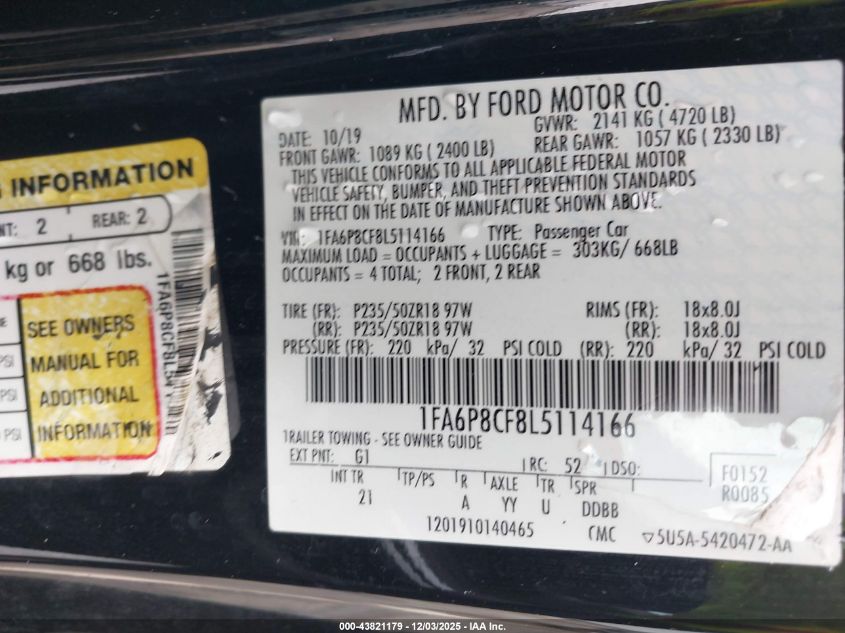 INFORMATION
NT: 2 REAR: 2
kg or 668 lbs.
SEE OWNERS
MANUAL FOR
ADDITIONAL
INFORMATION
PSI
PSI
PSI
1FA6P8CF8L5
MFD. BY FORD MOTOR CO.
DATE: 10/19 GVWR: 2141 KG ( 4720 LB)
FRONT GAWR: 1089 KG ( 2400 LB) REAR GAWR: 1057 KG ( 2330 LB)
THIS VEHICLE CONFORMS TO ALL APPLICABLE FEDERAL MOTOR
VEHICLE SAFETY, BUMPER, AND THEFT PREVENTION STANDARDS
IN EFFECT ON THE DATE OF MANUFACTURE SHOWN ABOVE.
VIN: 1FA6P8CF8L5114166 TYPE: Passenger Car
MAXIMUM LOAD = OCCUPANTS + LUGGAGE = 303KG/ 668LB
OCCUPANTS = 4 TOTAL; 2 FRONT, 2 REAR
TIRE (FR): P235/50ZR18 97W RIMS (FR): 18x8.0J
(RR): P235/50ZR18 97W (RR): 18x8.0J
PRESSURE (FR): 220 kPa/ 32 PSI COLD (RR): 220 kPa/ 32 PSI COLD
1FA6P8CF8L5114166
TRAILER TOWING - SEE OWNER GUIDE
EXT PNT: G1 RC: 52 DSO: F0152
INT TR TP/PS R AXLE TR SPR R0085
21 A YY U DDBB
1201910140465 CMC 5U5A-5420472-AA
000-43821179 - 12/03/2025 - IAA Inc.